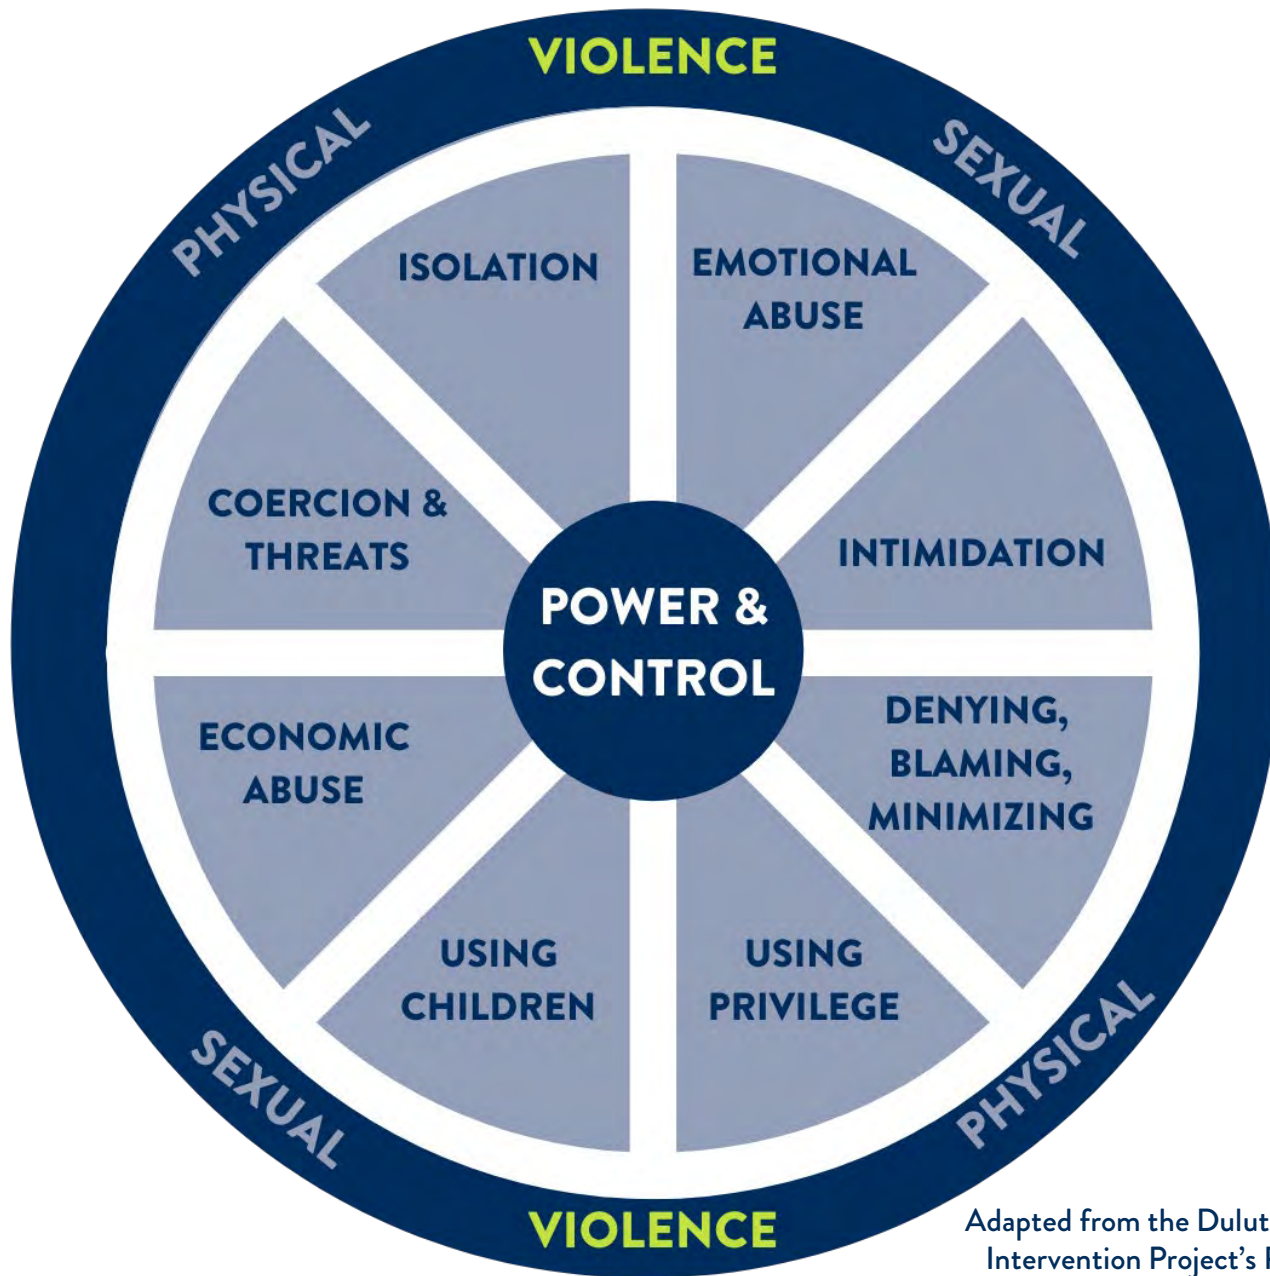 VIOLENCE
PHYSICAL
SEXUAL
ISOLATION
EMOTIONAL
ABUSE
COERCION &
THREATS
INTIMIDATION
POWER &
CONTROL
ECONOMIC
ABUSE
DENYING,
BLAMING,
MINIMIZING
USING
CHILDREN
USING
PRIVILEGE
SEXUAL
PHYSICAL
VIOLENCE
Adapted from the Dulut
Intervention Project's